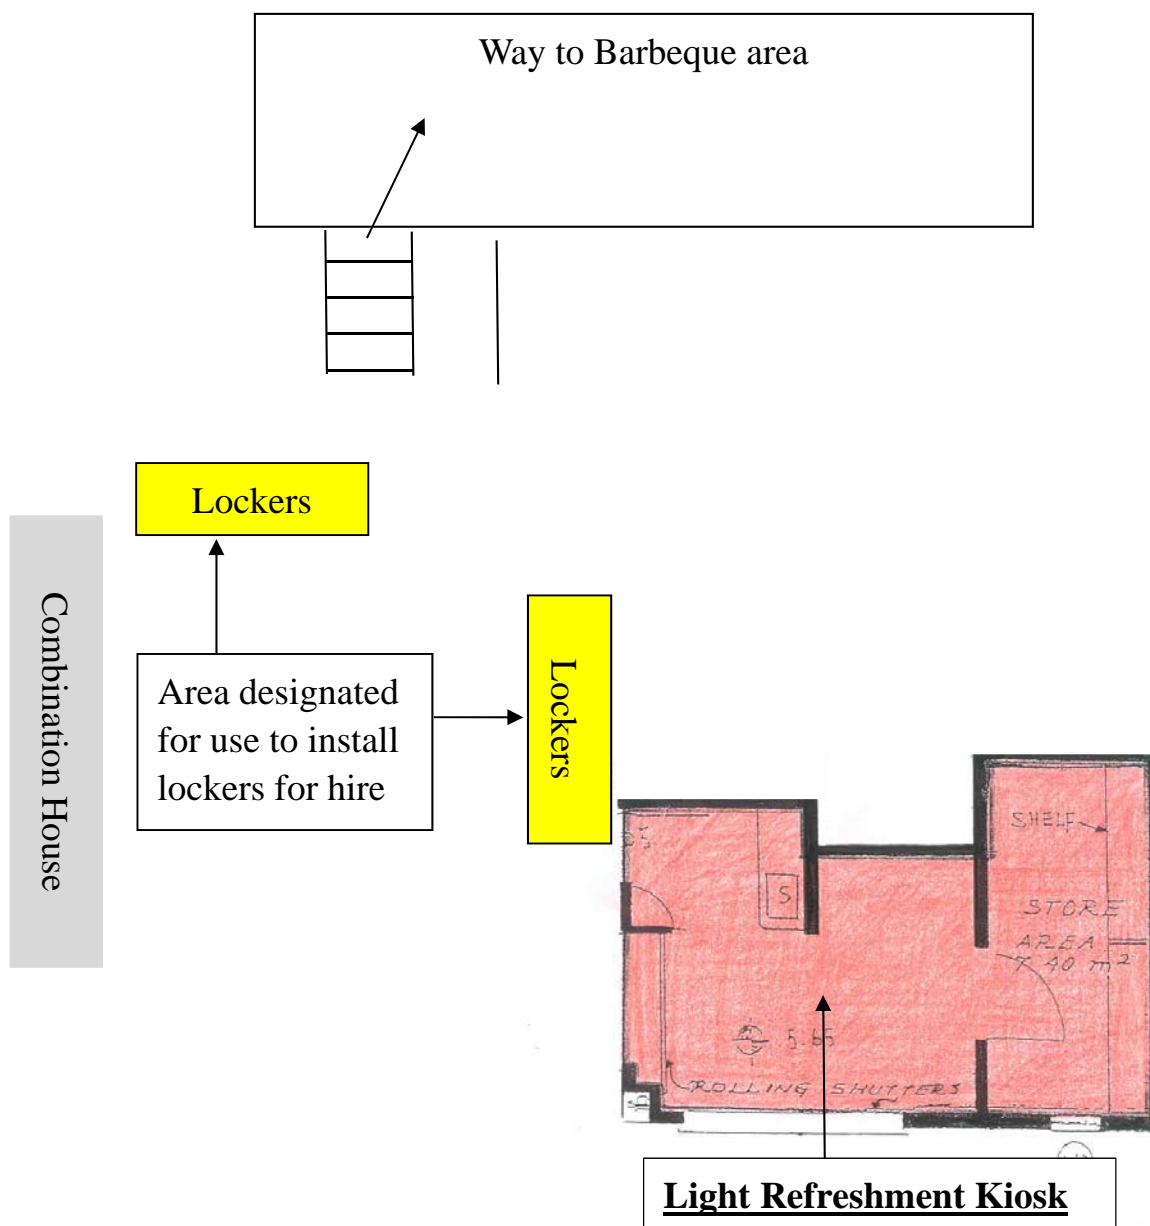 Way to Barbeque area
Lockers
Combination House
Area designated
for use to install
lockers for hire
Lockers
SHELF
S
STORE
AREA
7.40 m²
5.65
ROLLING SHUTTERS
Light Refreshment Kiosk